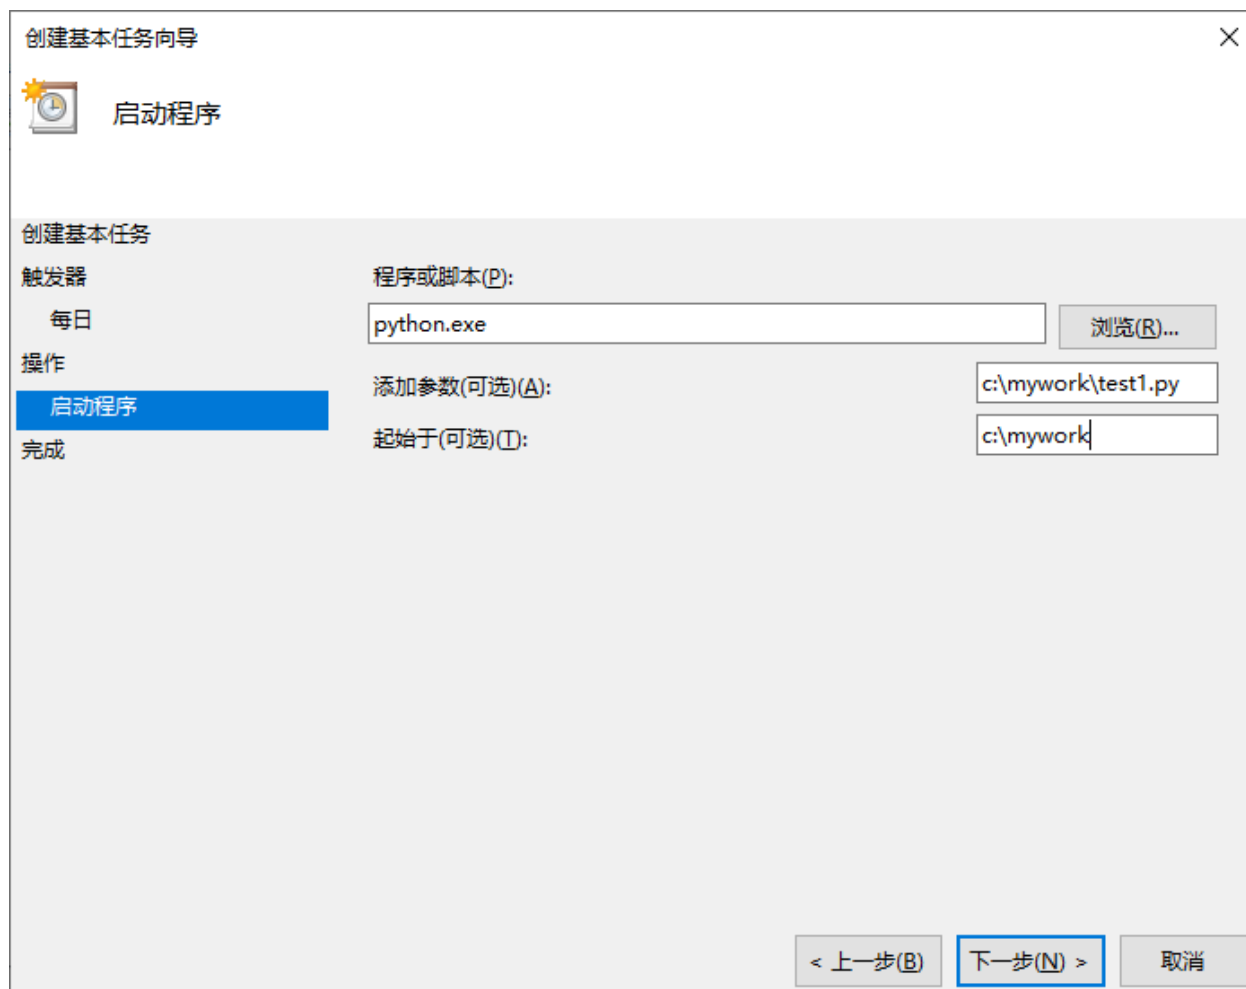 创建基本任务向导
启动程序
创建基本任务
触发器
每日
操作
启动程序
完成
程序或脚本(P):
python.exe
浏览(R)...
添加参数(可选)(A):
c:\mywork\test1.py
起始于(可选)(T):
c:\mywork
< 上一步(B)
下一步(N) >
取消